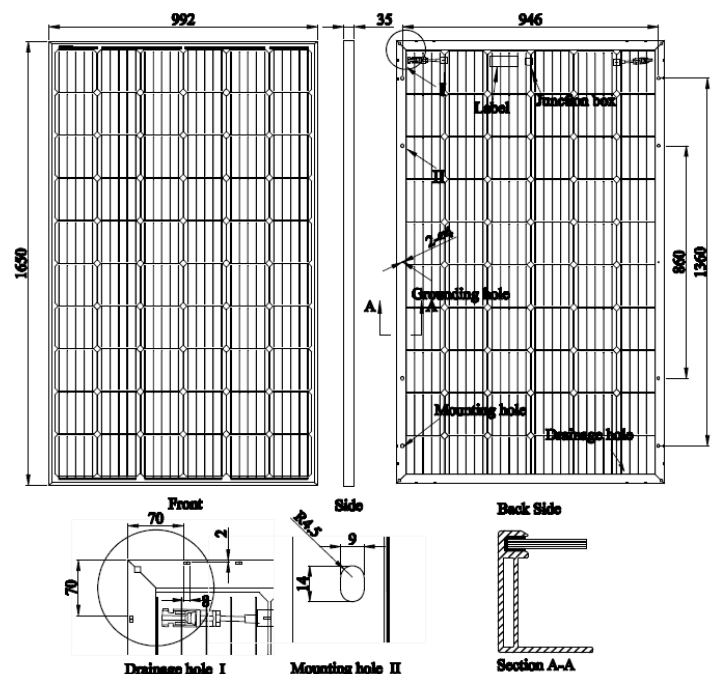 992
35
946
1650
I
Label
Junction box
II
2-ø4
Grounding hole
A
A
860
1360
Mounting hole
Drainage hole
Front
Side
Back Side
70
2
70
8
R4.5
9
14
Drainage hole I
Mounting hole II
Section A-A